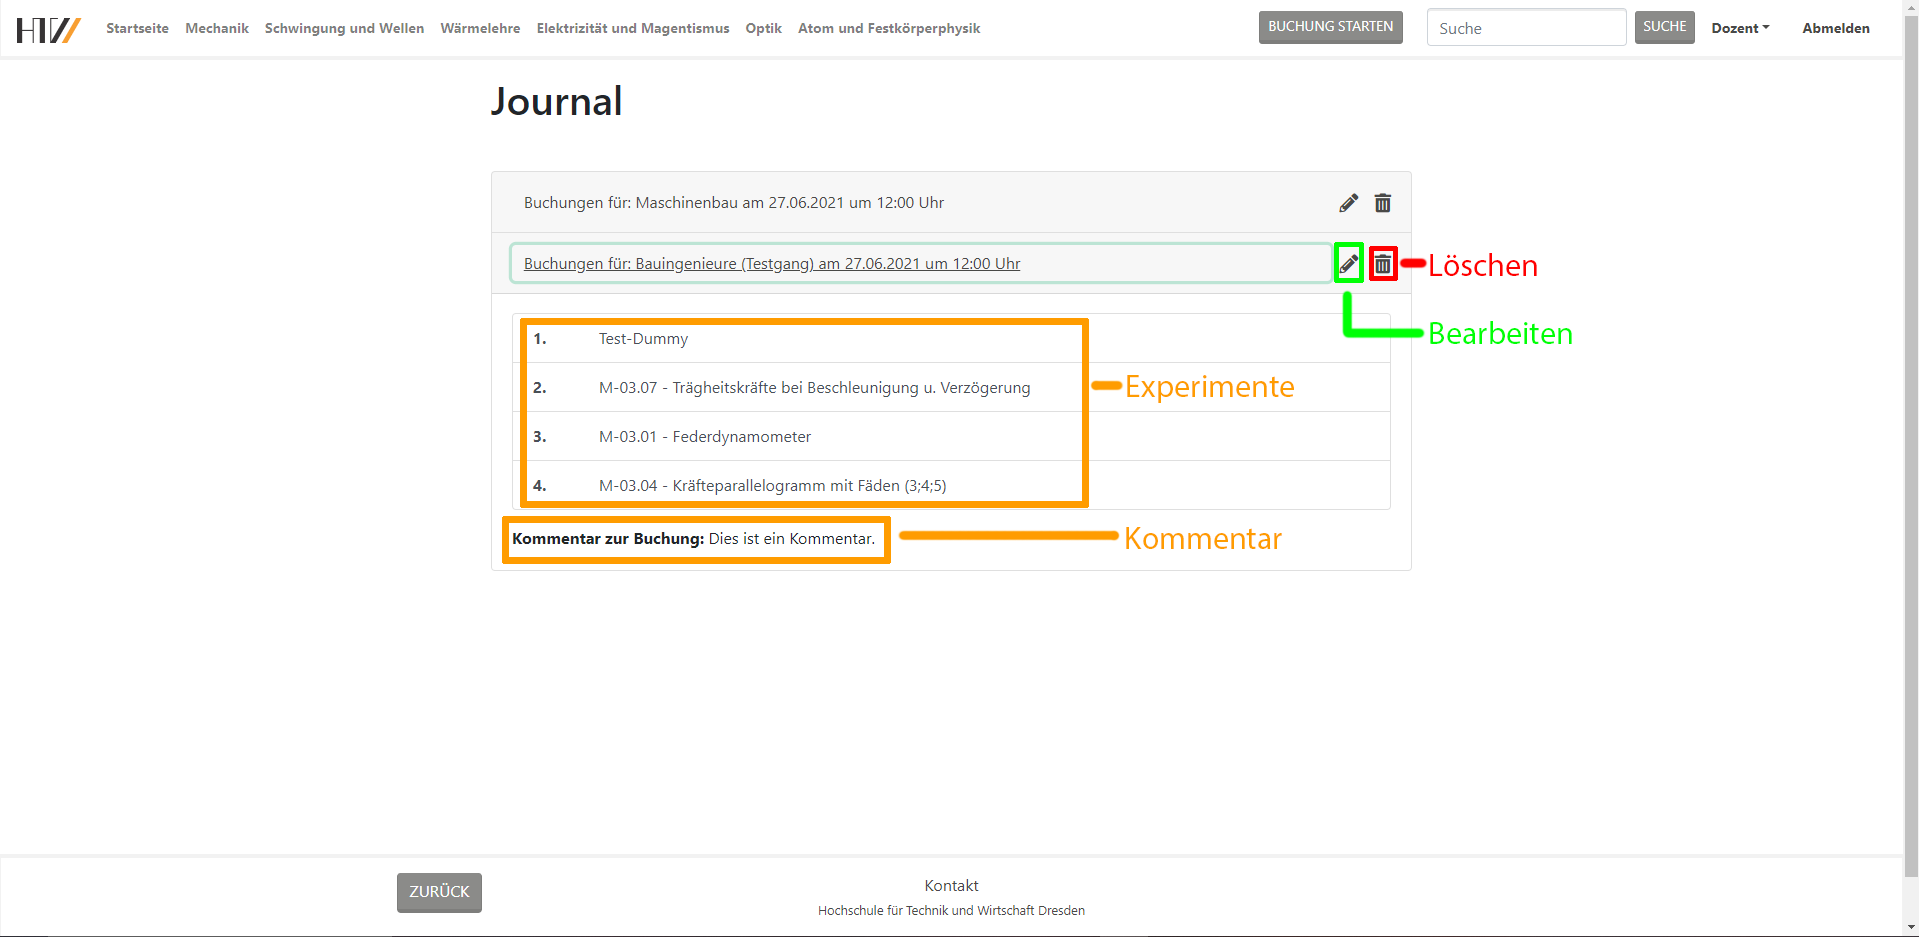 HTW Startseite Mechanik Schwingung und Wellen Wärmelehre Elektrizität und Magentismus Optik Atom und Festkörperphysik BUCHUNG STARTEN Suche SUCHE Dozent Abmelden
Journal
Buchungen für: Maschinenbau am 27.06.2021 um 12:00 Uhr
Buchungen für: Bauingenieure (Testgang) am 27.06.2021 um 12:00 Uhr
Löschen
Bearbeiten
1. Test-Dummy
2. M-03.07 - Trägheitskräfte bei Beschleunigung u. Verzögerung
Experimente
3. M-03.01 - Federdynamometer
4. M-03.04 - Kräfteparallelogramm mit Fäden (3;4;5)
Kommentar zur Buchung: Dies ist ein Kommentar.
Kommentar
ZURÜCK
Kontakt
Hochschule für Technik und Wirtschaft Dresden